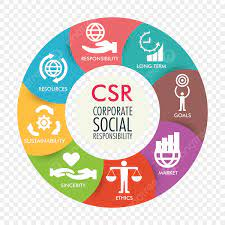 CSR
CORPORATE
SOCIAL
RESPONSIBILITY
RESPONSIBILITY
LONG-TERM
GOALS
MARKET
ETHICS
SINCERITY
SUSTAINABILITY
RESOURCES